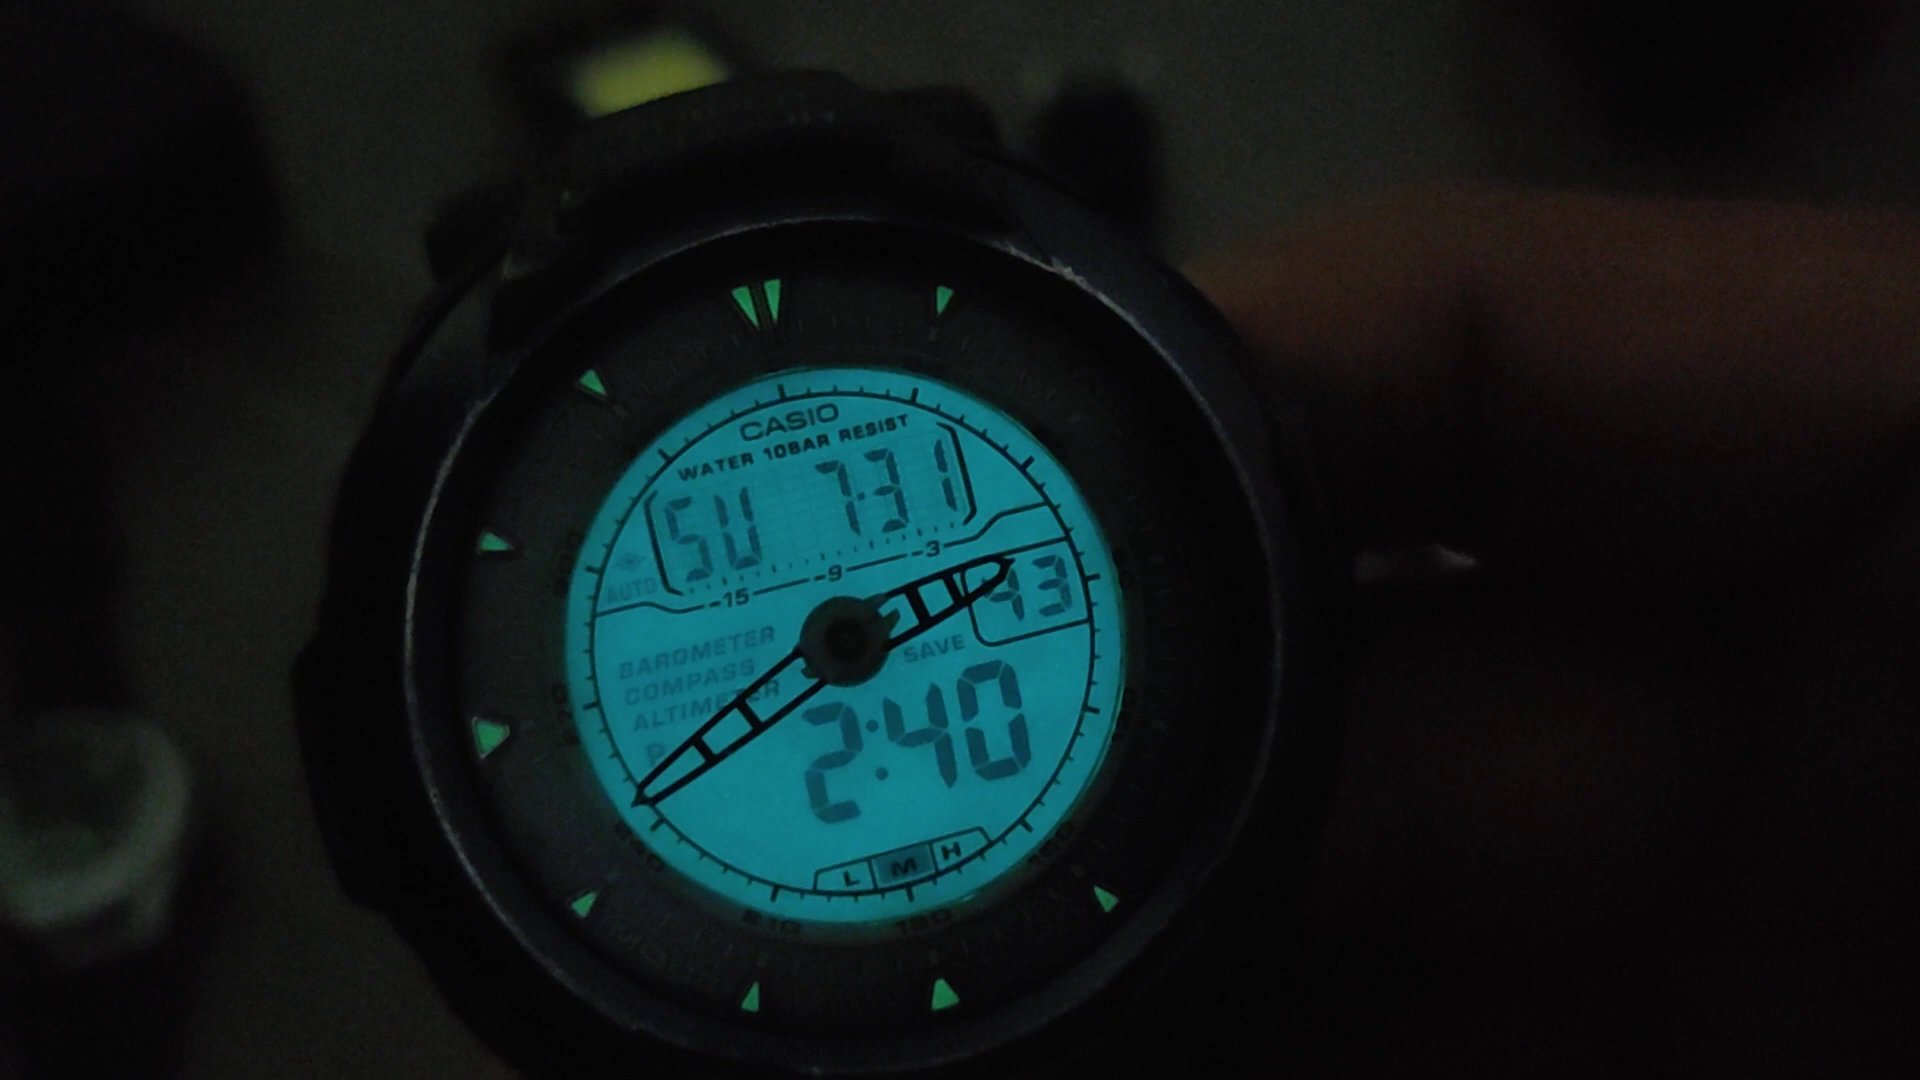 CASIO
WATER 10BAR RESIST
SU 7-31
AUTO
-15 -9 -3
43
BAROMETER
COMPASS
ALTIMETER
SAVE
P
2:40
L M H